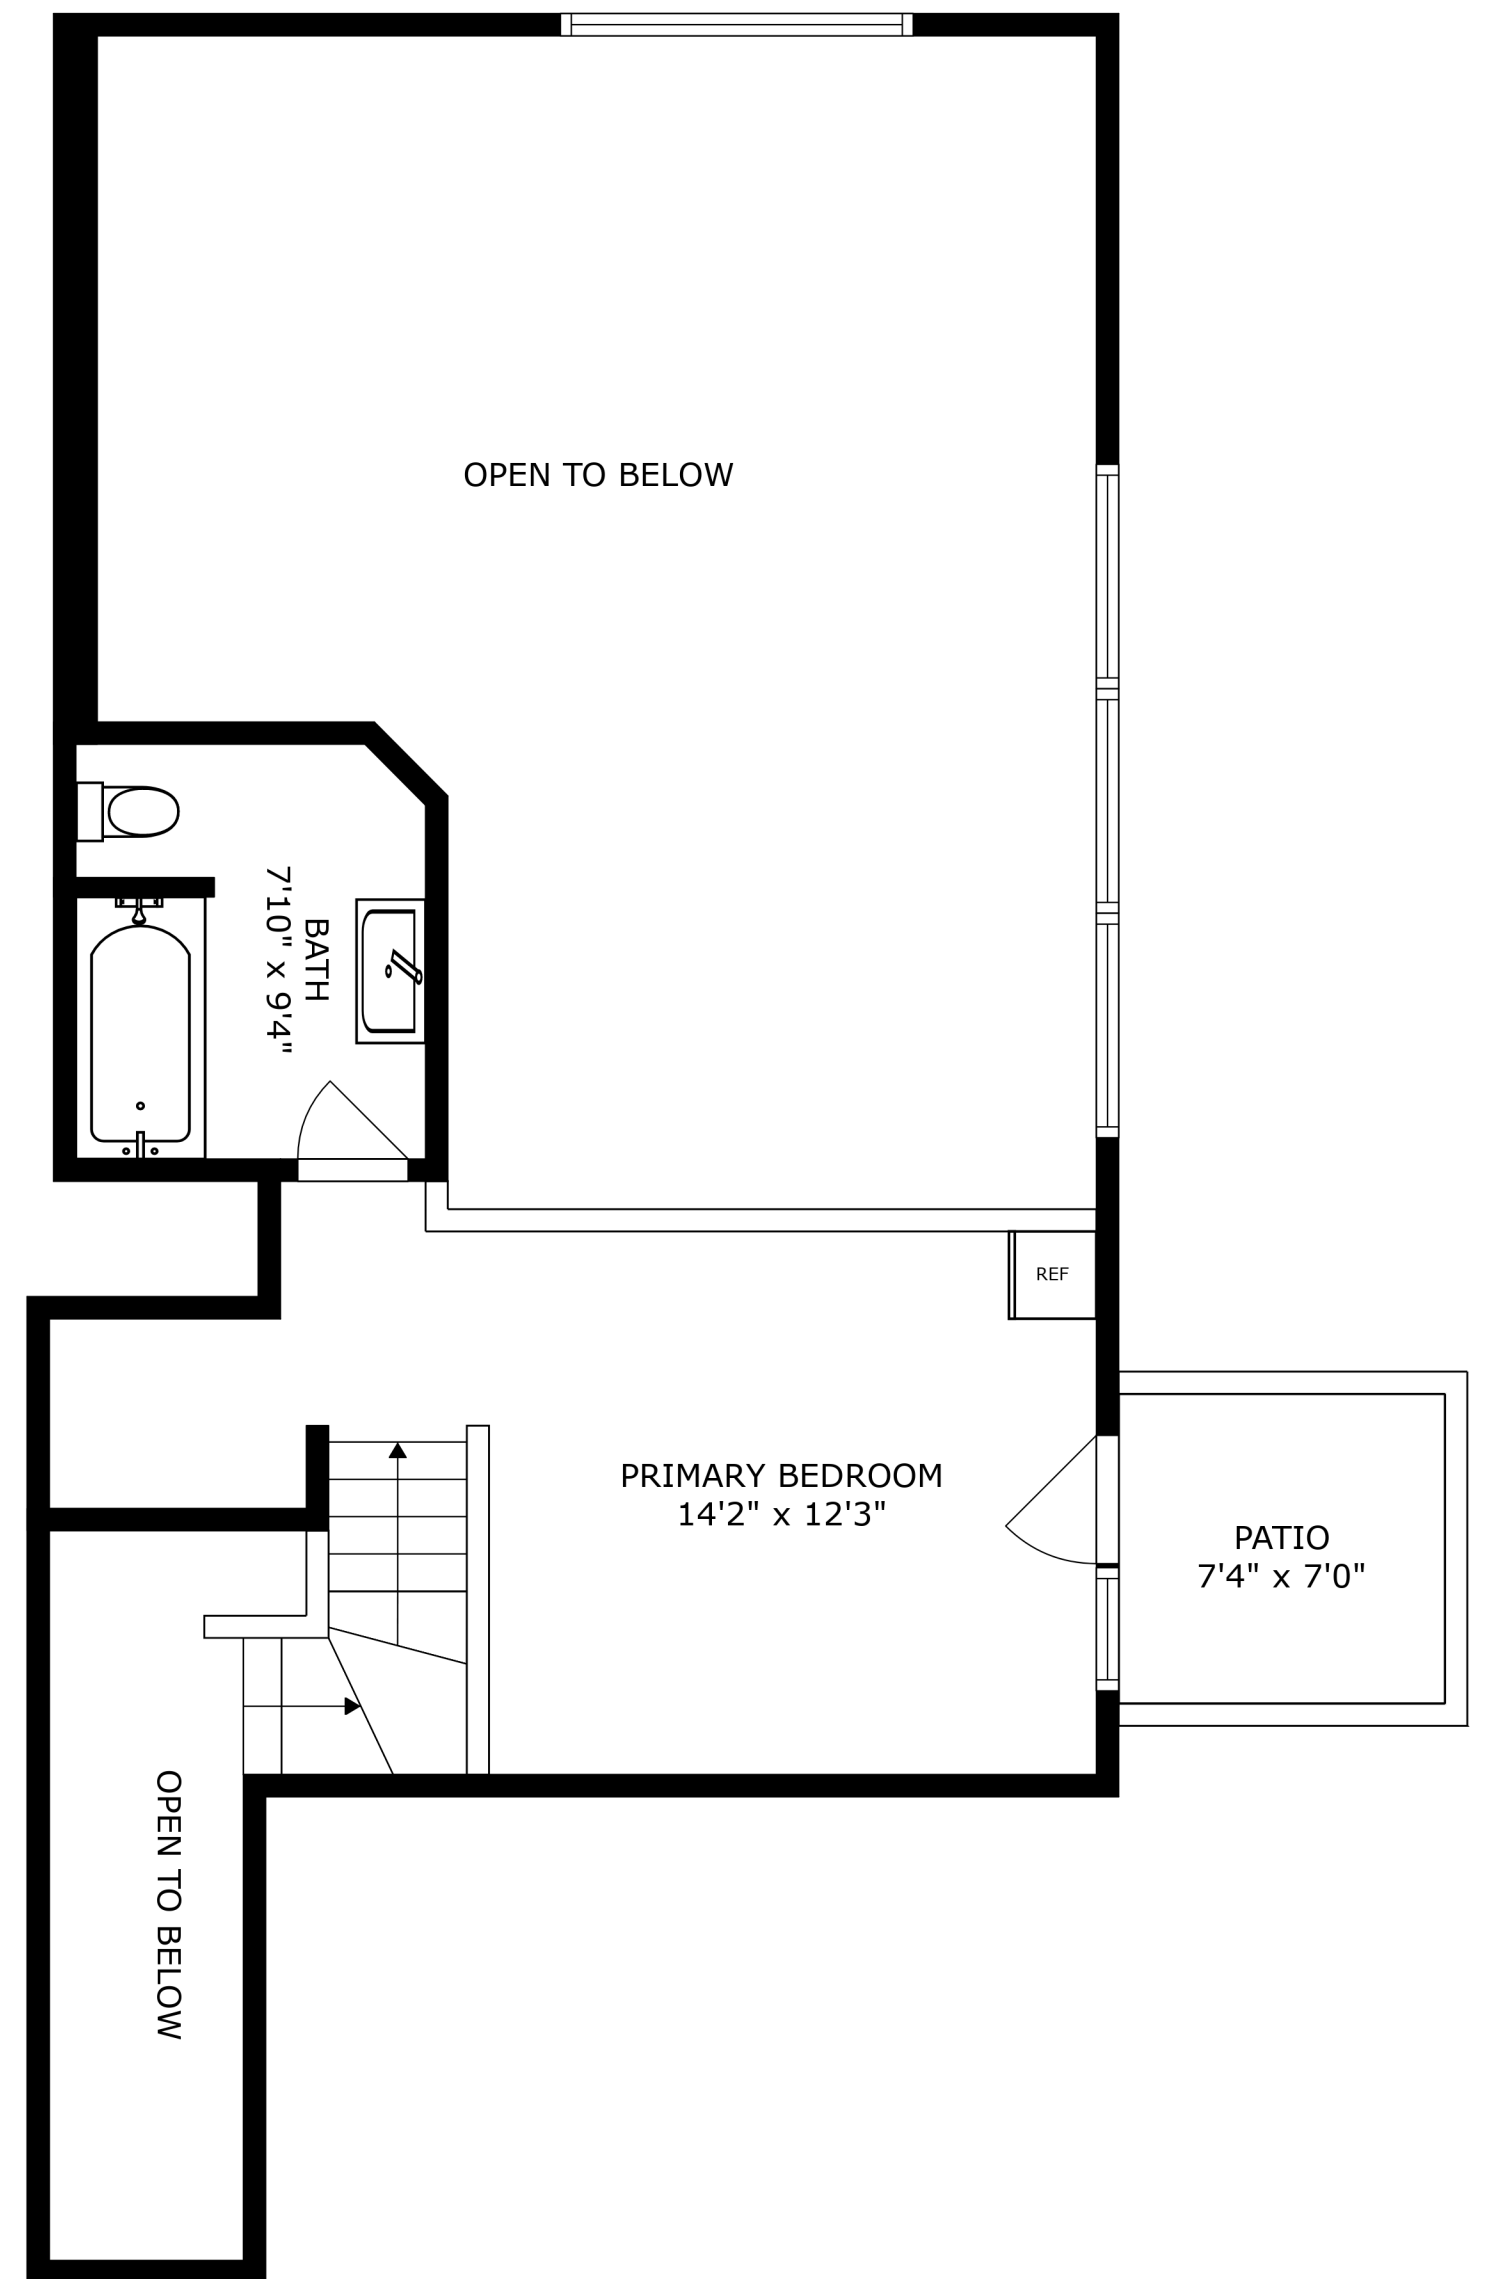 OPEN TO BELOW
BATH
7'10" x 9'4"
REF
PRIMARY BEDROOM
14'2" x 12'3"
PATIO
7'4" x 7'0"
OPEN TO BELOW